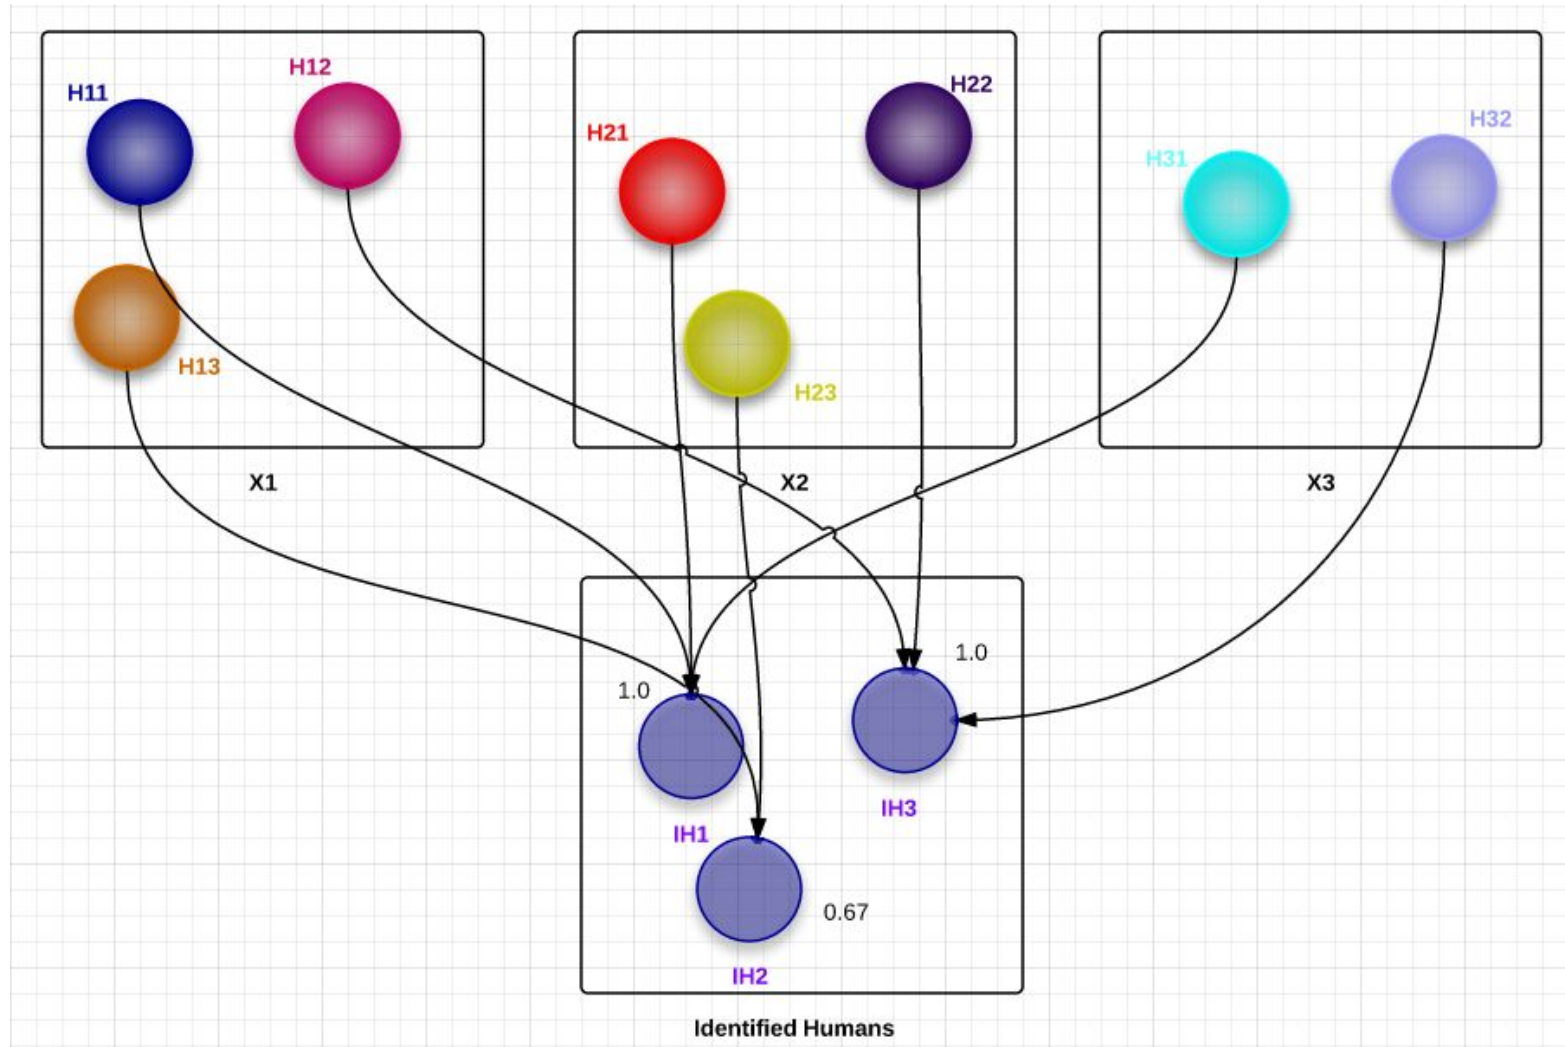 H12
H11
H13
X1
H21
H22
H23
X2
H31
H32
X3
1.0
1.0
IH1
IH3
0.67
IH2
Identified Humans